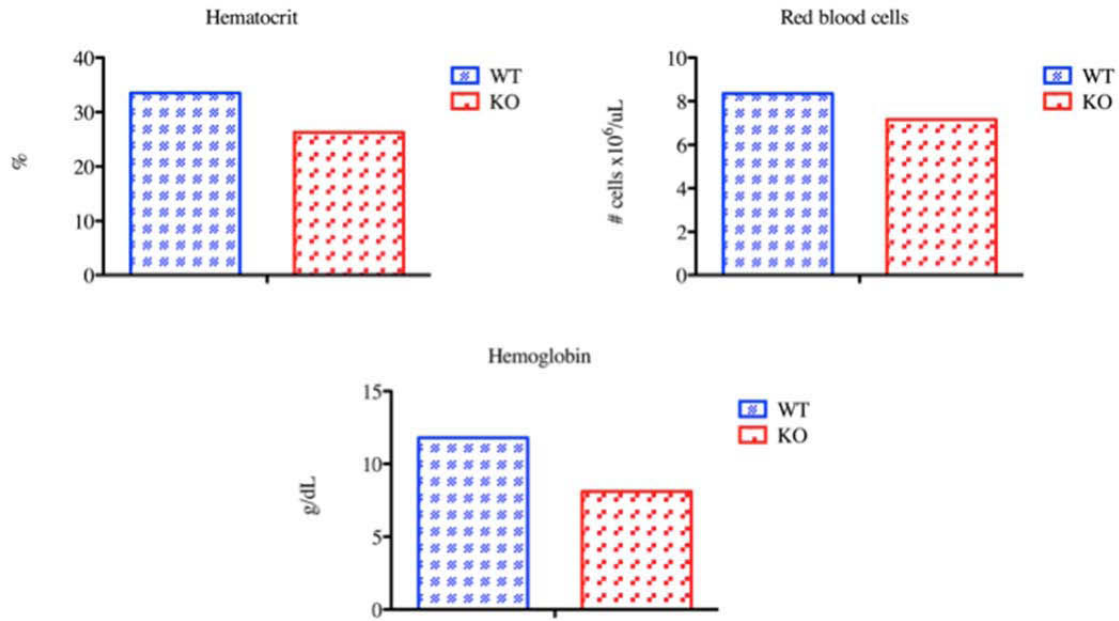 Hematocrit
40
30
20
10
0
%
WT
KO
Red blood cells
10
8
6
4
2
0
# cells x10⁶/uL
WT
KO
Hemoglobin
15
10
5
0
g/dL
WT
KO